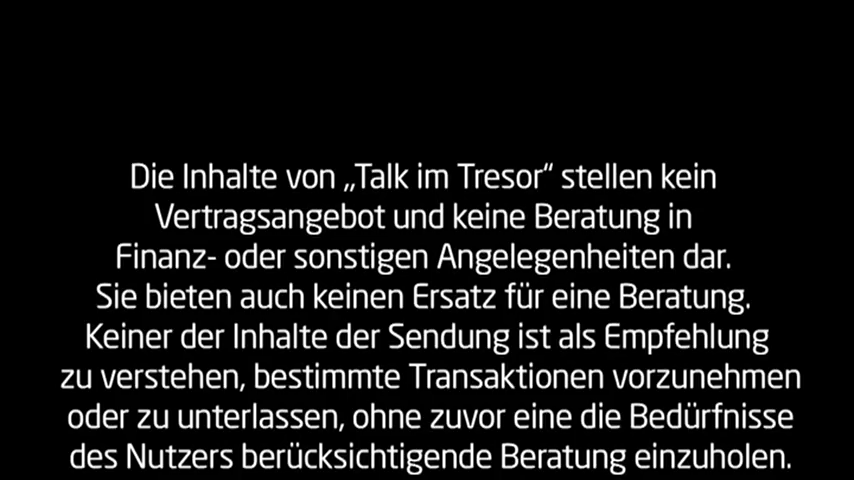 Die Inhalte von „Talk im Tresor“ stellen kein
Vertragsangebot und keine Beratung in
Finanz- oder sonstigen Angelegenheiten dar.
Sie bieten auch keinen Ersatz für eine Beratung.
Keiner der Inhalte der Sendung ist als Empfehlung
zu verstehen, bestimmte Transaktionen vorzunehmen
oder zu unterlassen, ohne zuvor eine die Bedürfnisse
des Nutzers berücksichtigende Beratung einzuholen.